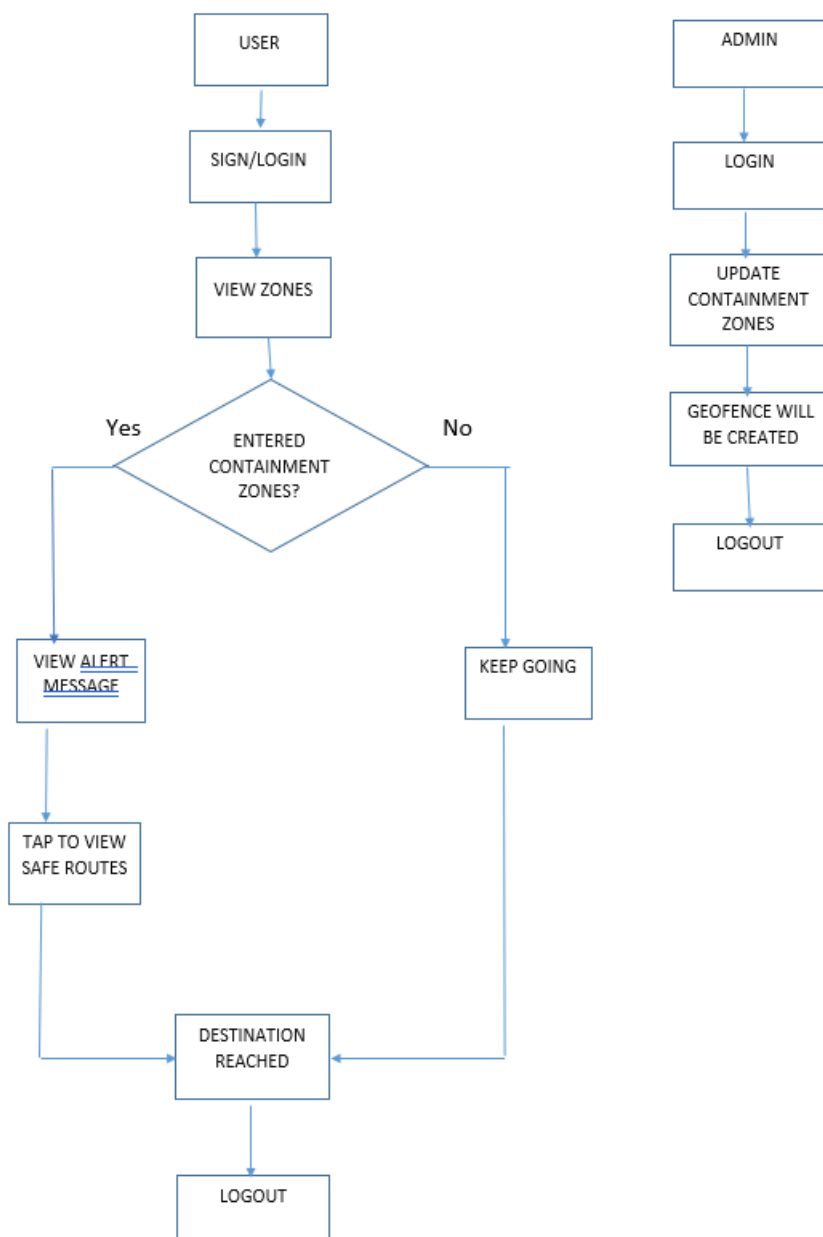 USER
SIGN/LOGIN
VIEW ZONES
Yes
ENTERED
CONTAINMENT
ZONES?
No
VIEW ALERT
MESSAGE
KEEP GOING
TAP TO VIEW
SAFE ROUTES
DESTINATION
REACHED
LOGOUT
ADMIN
LOGIN
UPDATE
CONTAINMENT
ZONES
GEOFENCE WILL
BE CREATED
LOGOUT